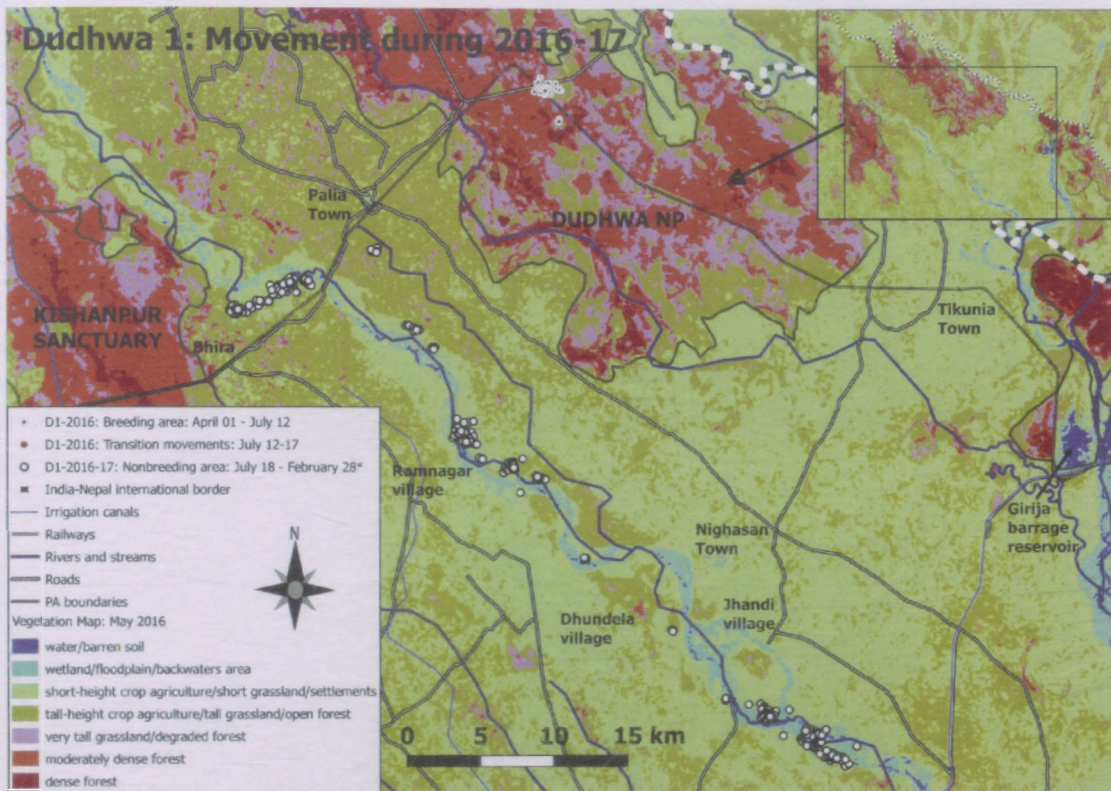 Dudhwa 1: Movement during 2016-17
Palia
Town
DUDHWA NP
KISHANPUR
SANCTUARY
Bhira
Tikunia
Town
Ramnagar
village
Nighasan
Town
Girija
barrage
reservoir
Dhundela
village
Jhandi
village
D1-2016: Breeding area: April 01 - July 12
D1-2016: Transition movements: July 12-17
D1-2016-17: Nonbreeding area: July 18 - February 28*
India-Nepal international border
Irrigation canals
Railways
Rivers and streams
Roads
PA boundaries
Vegetation Map: May 2016
water/barren soil
wetland/floodplain/backwaters area
short-height crop agriculture/short grassland/settlements
tall-height crop agriculture/tall grassland/open forest
very tall grassland/degraded forest
moderately dense forest
dense forest
N
0 5 10 15 km